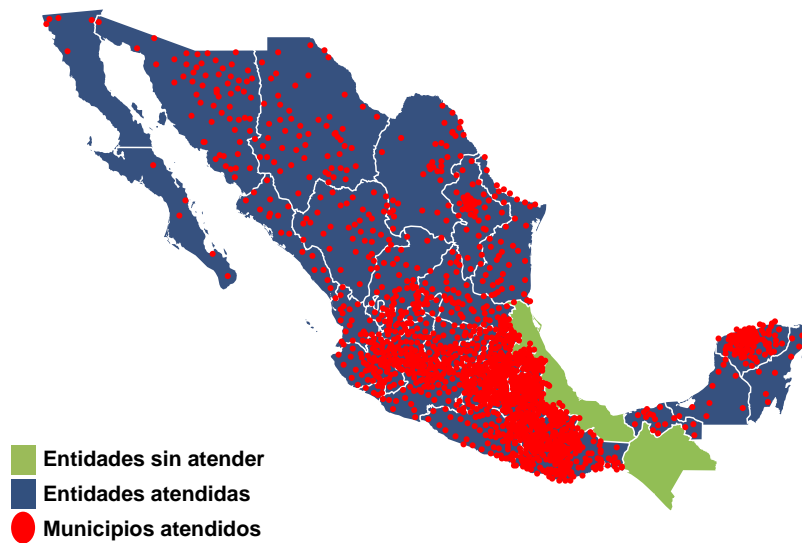 Entidades sin atender
Entidades atendidas
Municipios atendidos